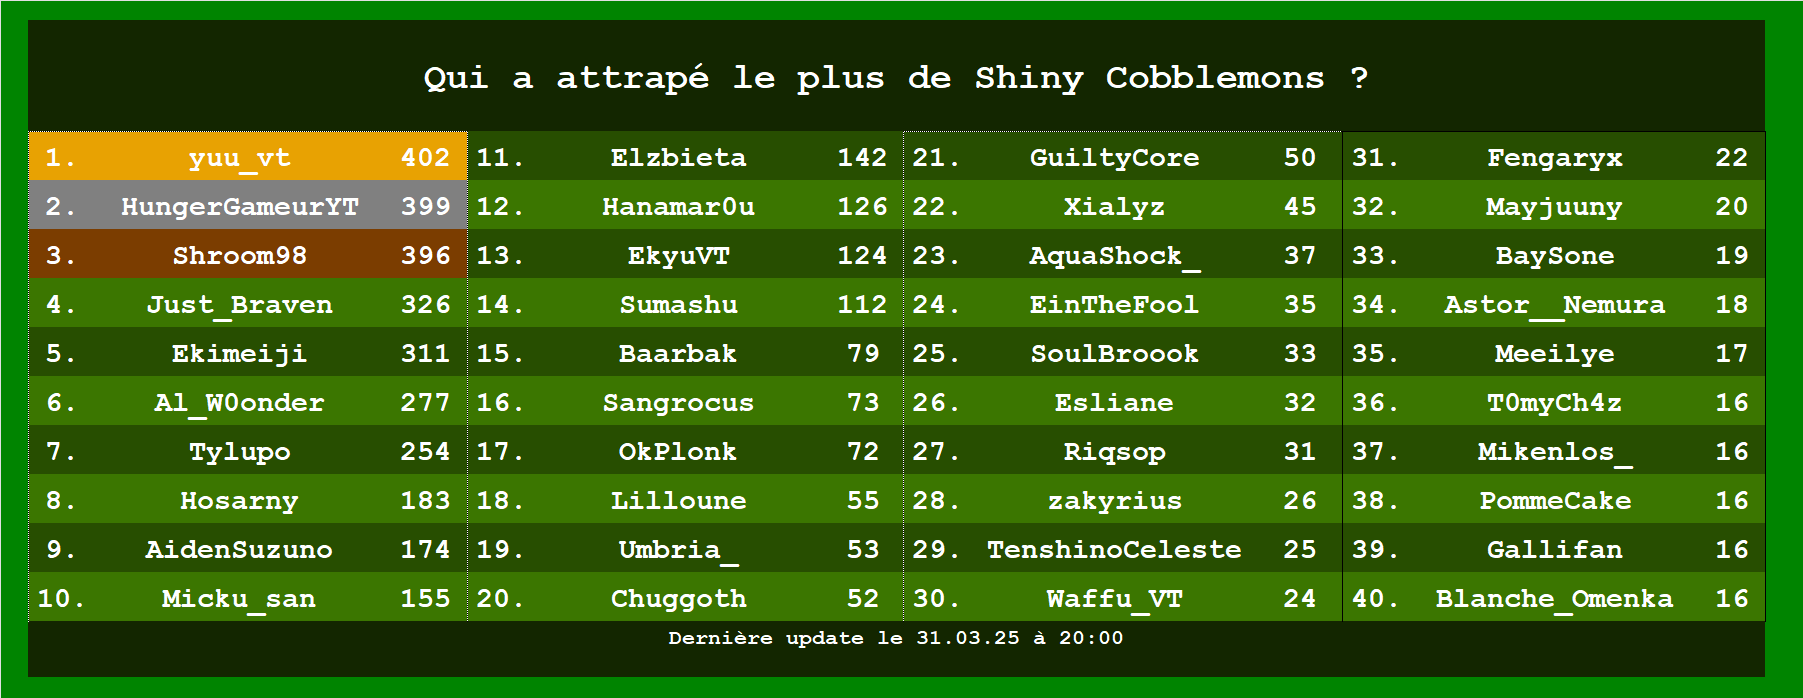 Qui a attrapé le plus de Shiny Cobblemons ?
1. yuu_vt 402 11. Elzbieta 142 21. GuiltyCore 50 31. Fengaryx 22
2. HungerGameurYT 399 12. Hanamar0u 126 22. Xialyz 45 32. Mayjuuny 20
3. Shroom98 396 13. EkyuVT 124 23. AquaShock_ 37 33. BaySone 19
4. Just_Braven 326 14. Sumashu 112 24. EinTheFool 35 34. Astor__Nemura 18
5. Ekimeiji 311 15. Baarbak 79 25. SoulBroook 33 35. Meeilye 17
6. Al_W0onder 277 16. Sangrocus 73 26. Esliane 32 36. T0myCh4z 16
7. Tylupo 254 17. OkPlonk 72 27. Riqsop 31 37. Mikenlos_ 16
8. Hosarny 183 18. Lilloune 55 28. zakyrius 26 38. PommeCake 16
9. AidenSuzuno 174 19. Umbria_ 53 29. TenshinoCeleste 25 39. Gallifan 16
10. Micku_san 155 20. Chuggoth 52 30. Waffu_VT 24 40. Blanche_Omenka 16
Dernière update le 31.03.25 à 20:00